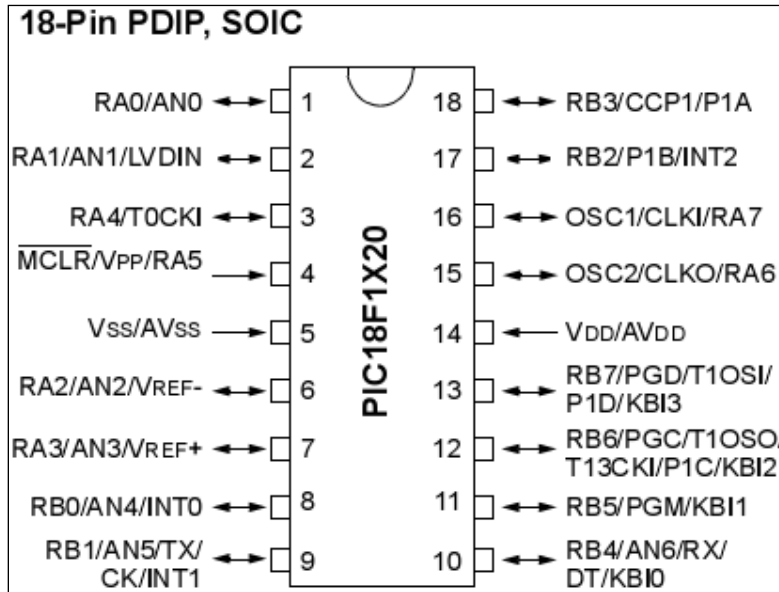 18-Pin PDIP, SOIC
RA0/AN0
RA1/AN1/LVDIN
RA4/T0CKI
MCLR/VPP/RA5
VSS/AVSS
RA2/AN2/VREF-
RA3/AN3/VREF+
RB0/AN4/INT0
RB1/AN5/TX/
CK/INT1
1
2
3
4
5
6
7
8
9
PIC18F1X20
18
17
16
15
14
13
12
11
10
RB3/CCP1/P1A
RB2/P1B/INT2
OSC1/CLKI/RA7
OSC2/CLKO/RA6
VDD/AVDD
RB7/PGD/T1OSI/
P1D/KBI3
RB6/PGC/T1OSO/
T13CKI/P1C/KBI2
RB5/PGM/KBI1
RB4/AN6/RX/
DT/KBI0